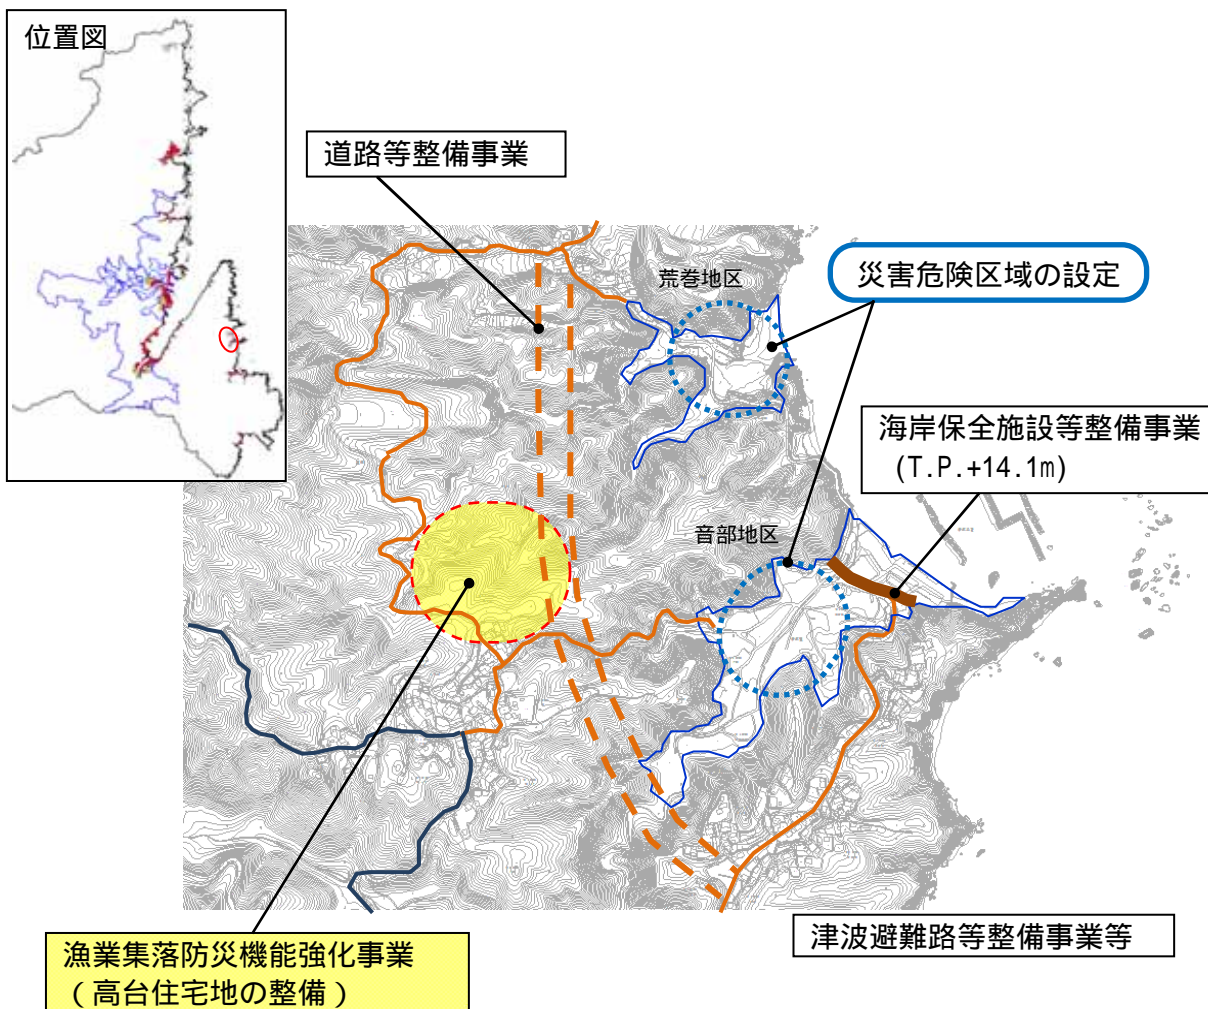 位置図
道路等整備事業
荒巻地区
災害危険区域の設定
海岸保全施設等整備事業
(T.P.+14.1m)
音部地区
津波避難路等整備事業等
漁業集落防災機能強化事業
（高台住宅地の整備）